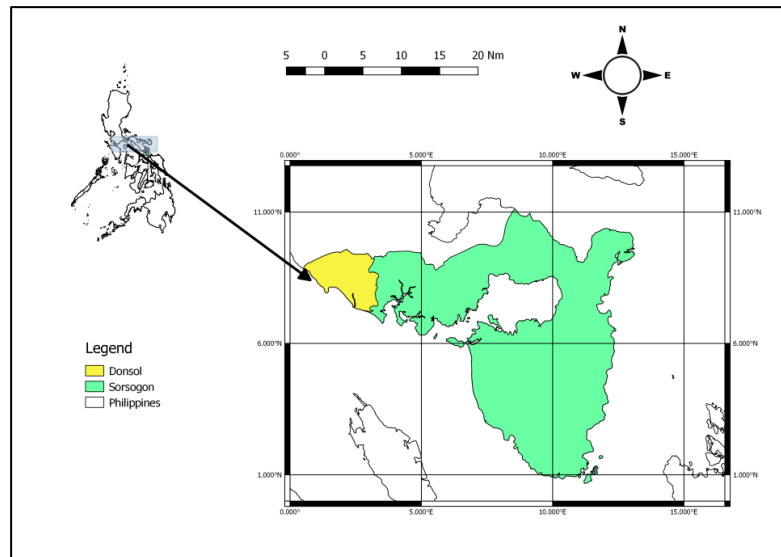 5 0 5 10 15 20 Nm
N
W E
S
0.000° 5.000°E 10.000°E 15.000°E
11.000°N 11.000°N
6.000°N 6.000°N
1.000°N 1.000°N
0.000°E 5.000°E 10.000°E 15.000°E
Legend
Donsol
Sorsogon
Philippines